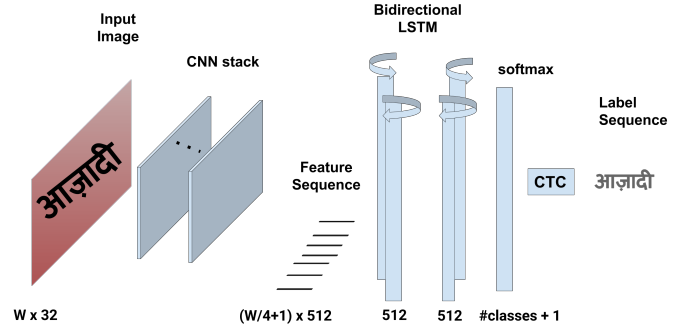 Input
Image
CNN stack
Bidirectional
LSTM
softmax
Label
Sequence
Feature
Sequence
आज़ादी
CTC
आज़ादी
W x 32
(W/4+1) x 512
512
512
#classes + 1